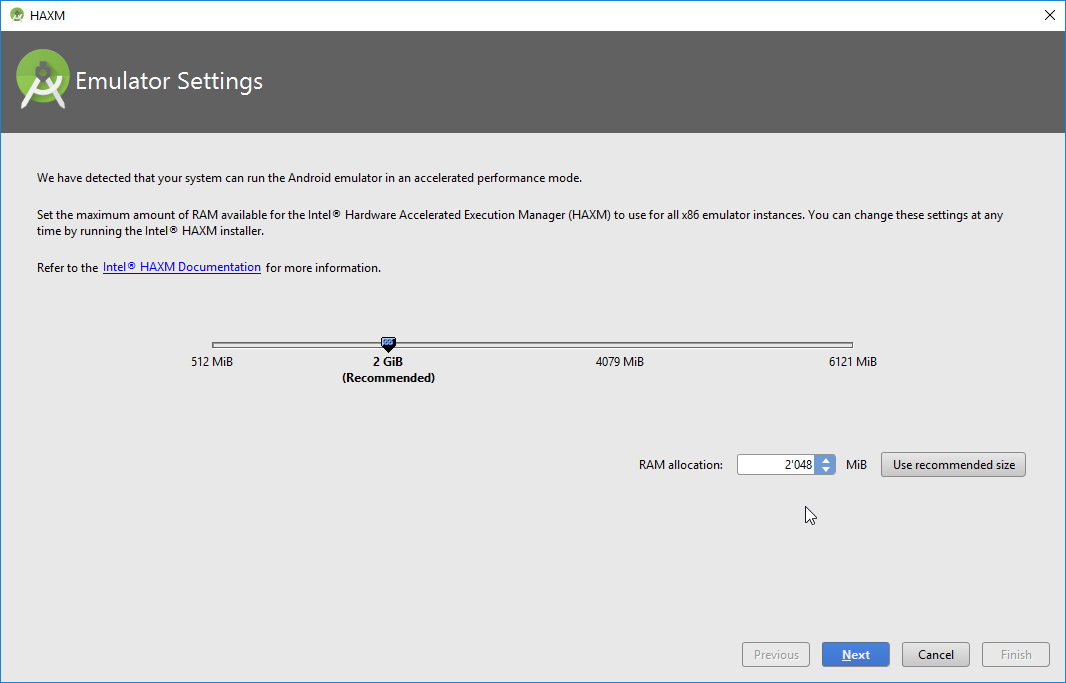 HAXM
Emulator Settings
We have detected that your system can run the Android emulator in an accelerated performance mode.
Set the maximum amount of RAM available for the Intel® Hardware Accelerated Execution Manager (HAXM) to use for all x86 emulator instances. You can change these settings at any
time by running the Intel® HAXM installer.
Refer to the Intel® HAXM Documentation for more information.
512 MiB 2 GiB 4079 MiB 6121 MiB
(Recommended)
RAM allocation: 2'048 MiB Use recommended size
Previous Next Cancel Finish